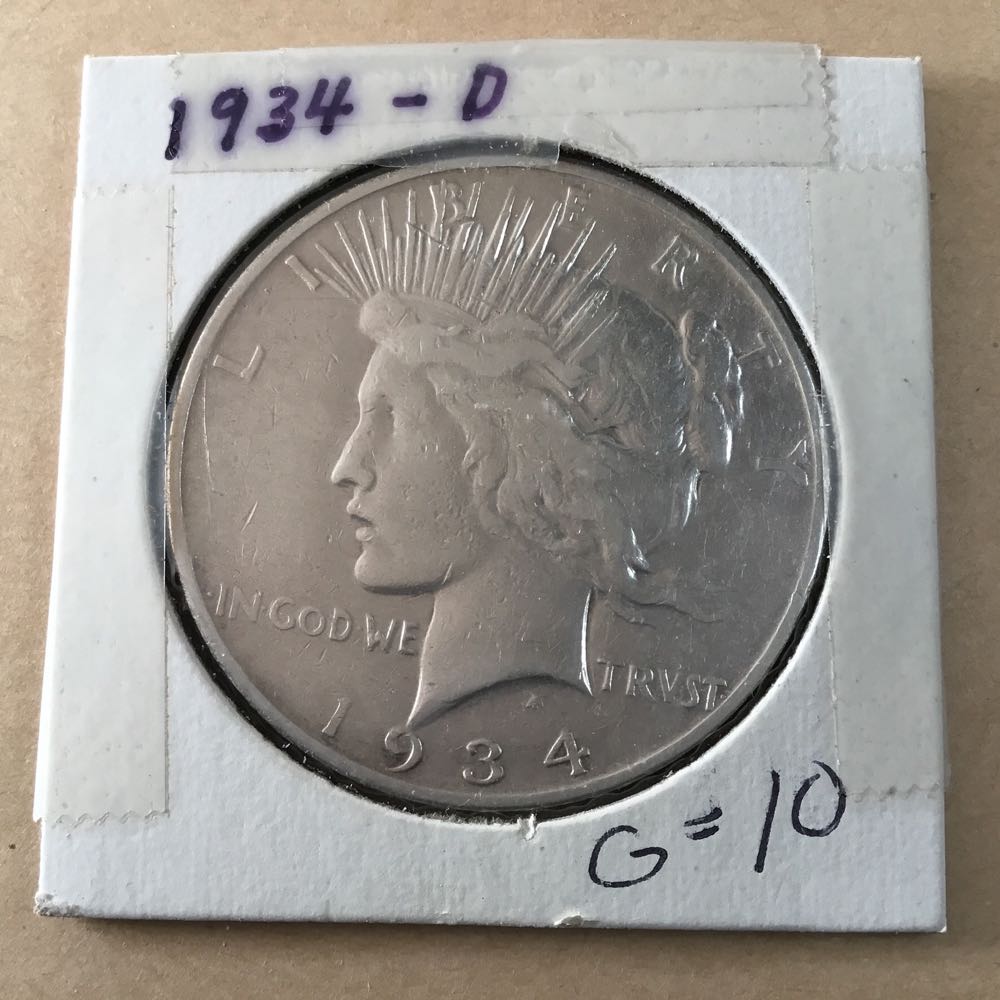 1934 - D
LIBERTY
·IN·GOD WE
TRVST·
1934
G=10